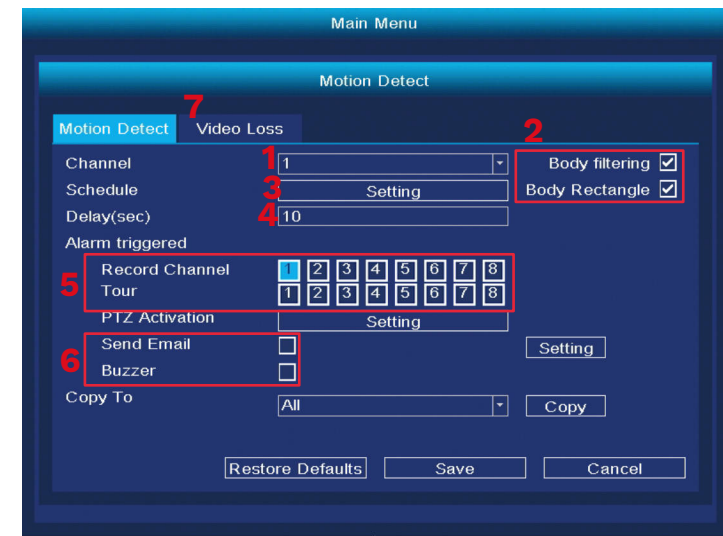 Main Menu
Motion Detect
7
Motion Detect Video Loss
2
Channel 1 1 Body filtering
Schedule 3 Setting Body Rectangle
Delay(sec) 4 10
Alarm triggered
5 Record Channel 1 2 3 4 5 6 7 8
Tour 1 2 3 4 5 6 7 8
PTZ Activation Setting
6 Send Email Setting
Buzzer
Copy To All Copy
Restore Defaults Save Cancel